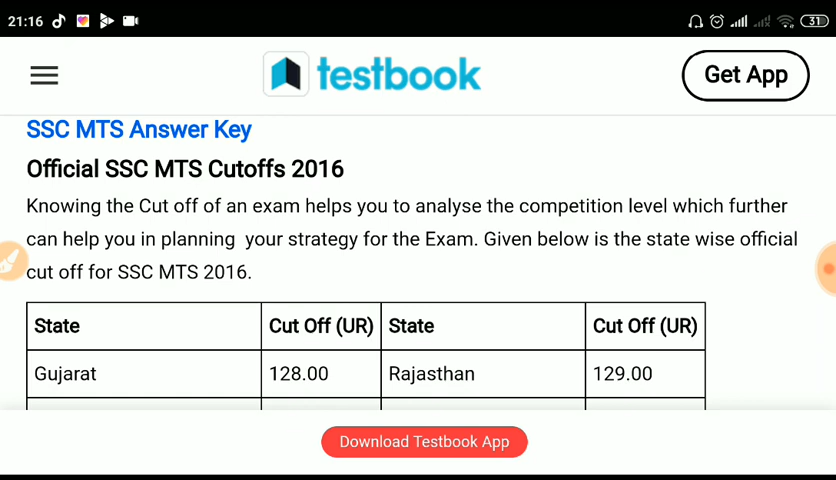 21:16
31
testbook
Get App
SSC MTS Answer Key
Official SSC MTS Cutoffs 2016
Knowing the Cut off of an exam helps you to analyse the competition level which further
can help you in planning your strategy for the Exam. Given below is the state wise official
cut off for SSC MTS 2016.
State Cut Off (UR) State Cut Off (UR)
Gujarat 128.00 Rajasthan 129.00
Download Testbook App